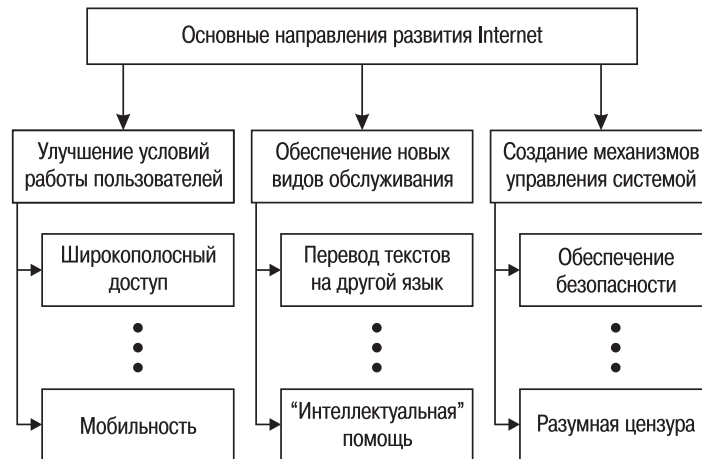 Основные направления развития Internet
Улучшение условий
работы пользователей
Обеспечение новых
видов обслуживания
Создание механизмов
управления системой
Широкополосный
доступ
Перевод текстов
на другой язык
Обеспечение
безопасности
Мобильность
“Интеллектуальная”
помощь
Разумная цензура